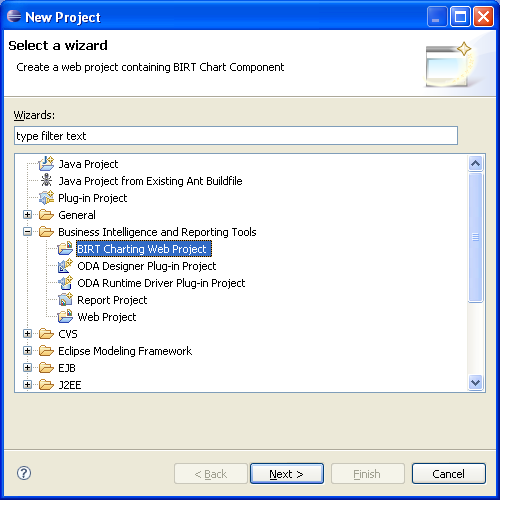 New Project
Select a wizard
Create a web project containing BIRT Chart Component
Wizards:
type filter text
Java Project
Java Project from Existing Ant Buildfile
Plug-in Project
General
Business Intelligence and Reporting Tools
BIRT Charting Web Project
ODA Designer Plug-in Project
ODA Runtime Driver Plug-in Project
Report Project
Web Project
CVS
Eclipse Modeling Framework
EJB
J2EE
? < Back Next > Finish Cancel